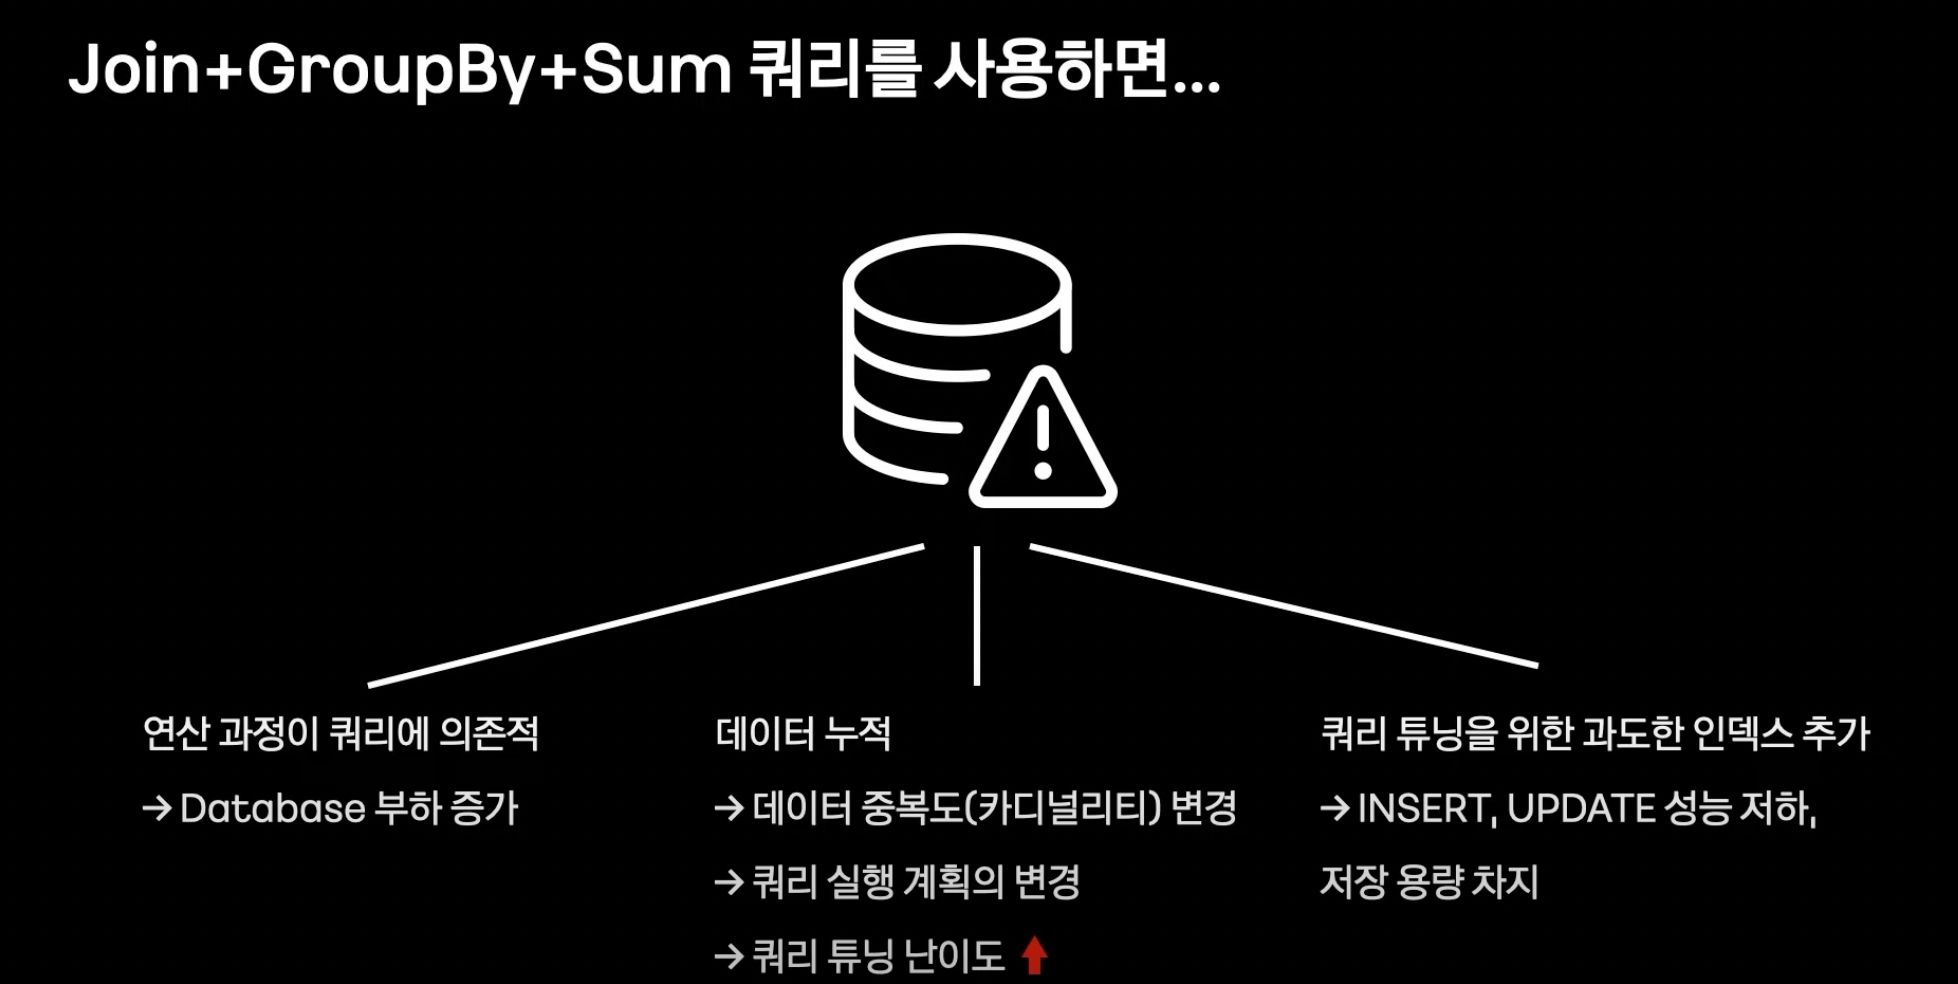 Join+GroupBy+Sum 쿼리를 사용하면...
연산 과정이 쿼리에 의존적
→ Database 부하 증가
데이터 누적
→ 데이터 중복도(카디널리티) 변경
→ 쿼리 실행 계획의 변경
→ 쿼리 튜닝 난이도 ⬆
쿼리 튜닝을 위한 과도한 인덱스 추가
→ INSERT, UPDATE 성능 저하,
저장 용량 차지